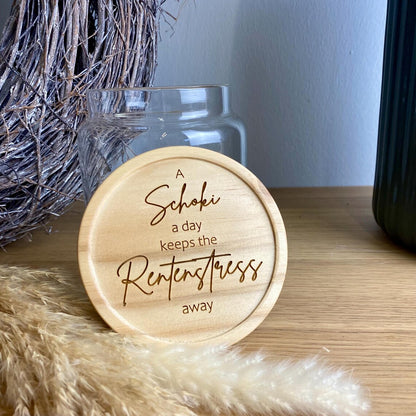 A
Schoki
a day
keeps the
Rentenstress
away